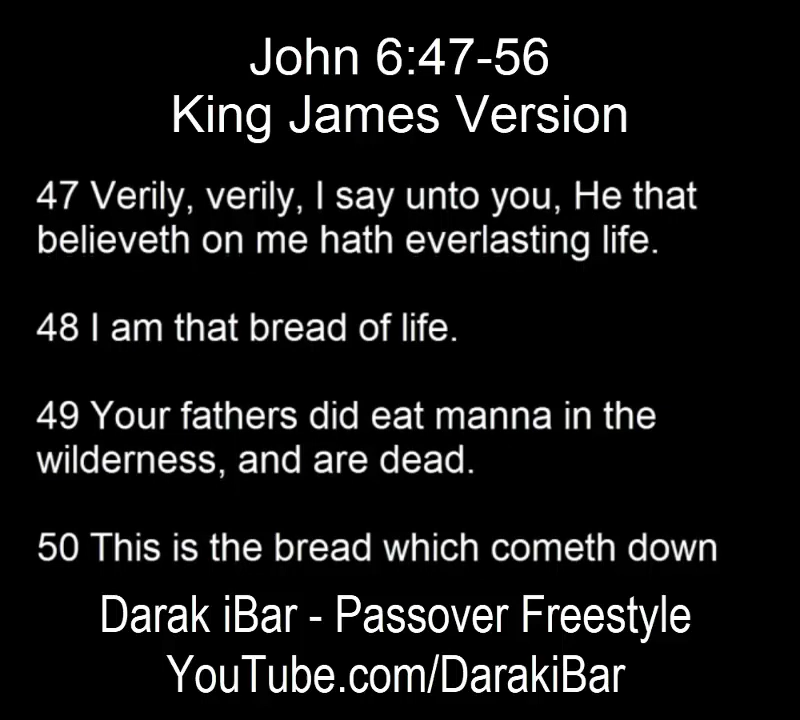 John 6:47-56
King James Version
47 Verily, verily, I say unto you, He that
believeth on me hath everlasting life.
48 I am that bread of life.
49 Your fathers did eat manna in the
wilderness, and are dead.
50 This is the bread which cometh down
Darak iBar - Passover Freestyle
YouTube.com/DarakiBar